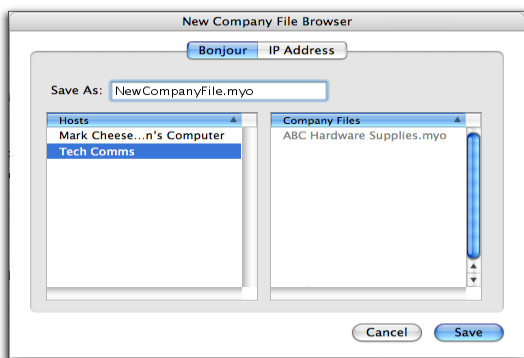 New Company File Browser
Bonjour IP Address
Save As: NewCompanyFile.myo
Hosts
Mark Cheese...n's Computer
Tech Comms
Company Files
ABC Hardware Supplies.myo
Cancel Save